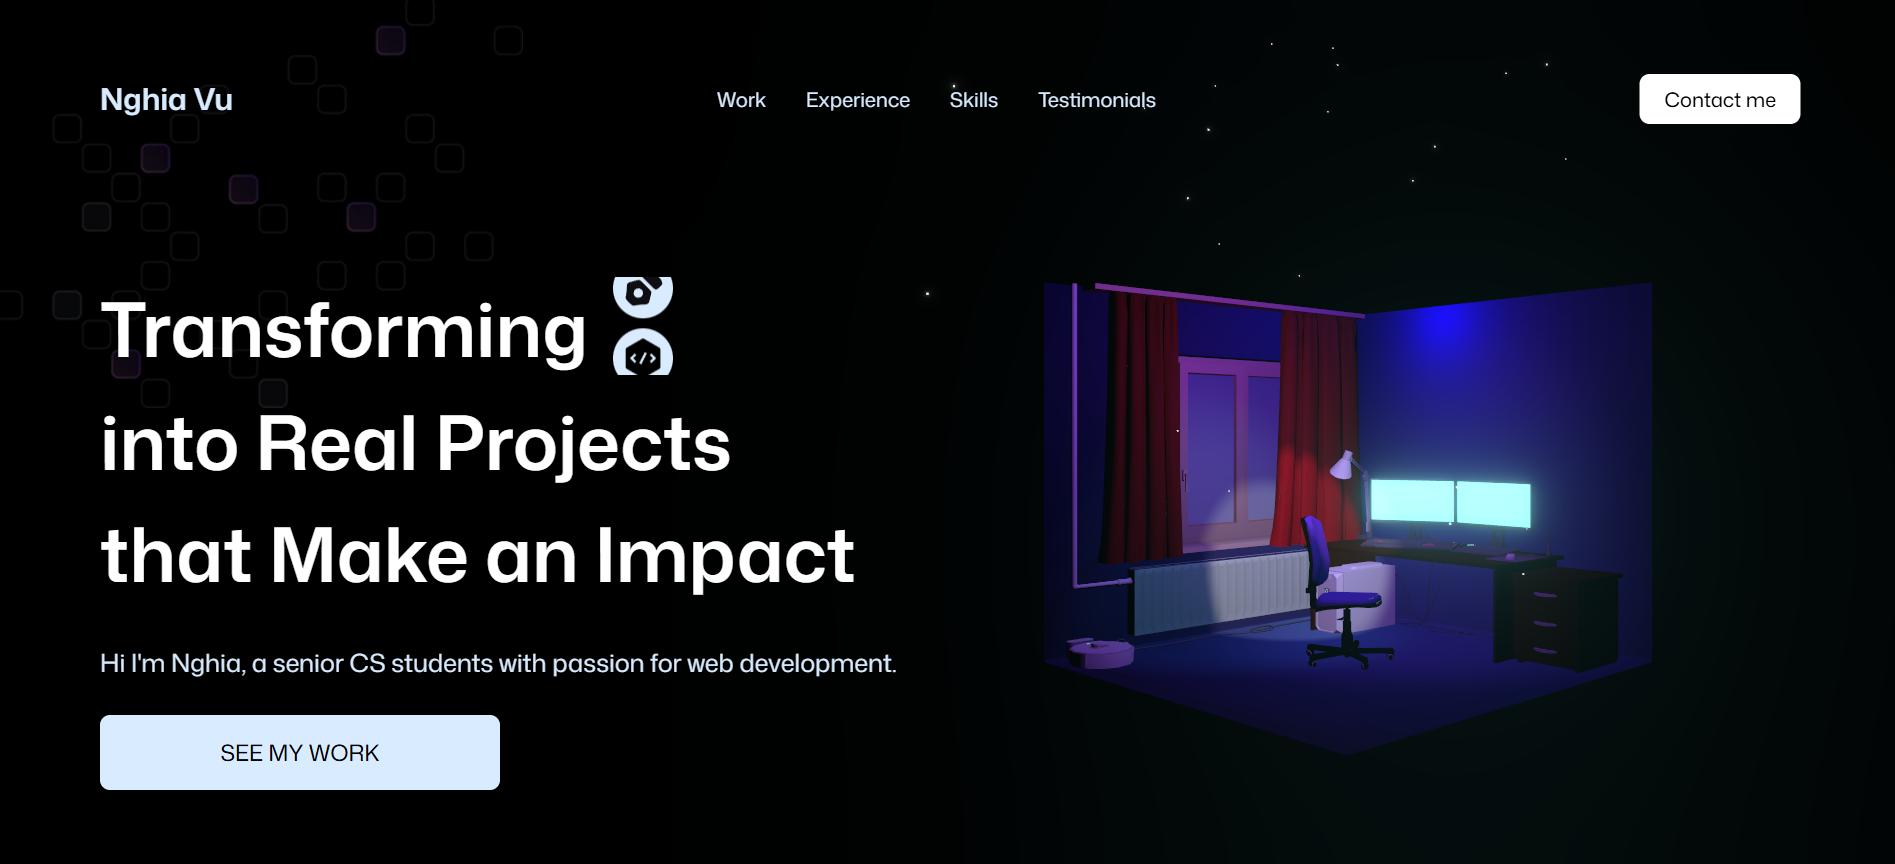 Nghia Vu
Work Experience Skills Testimonials
Contact me
Transforming
into Real Projects
that Make an Impact
Hi I'm Nghia, a senior CS students with passion for web development.
SEE MY WORK